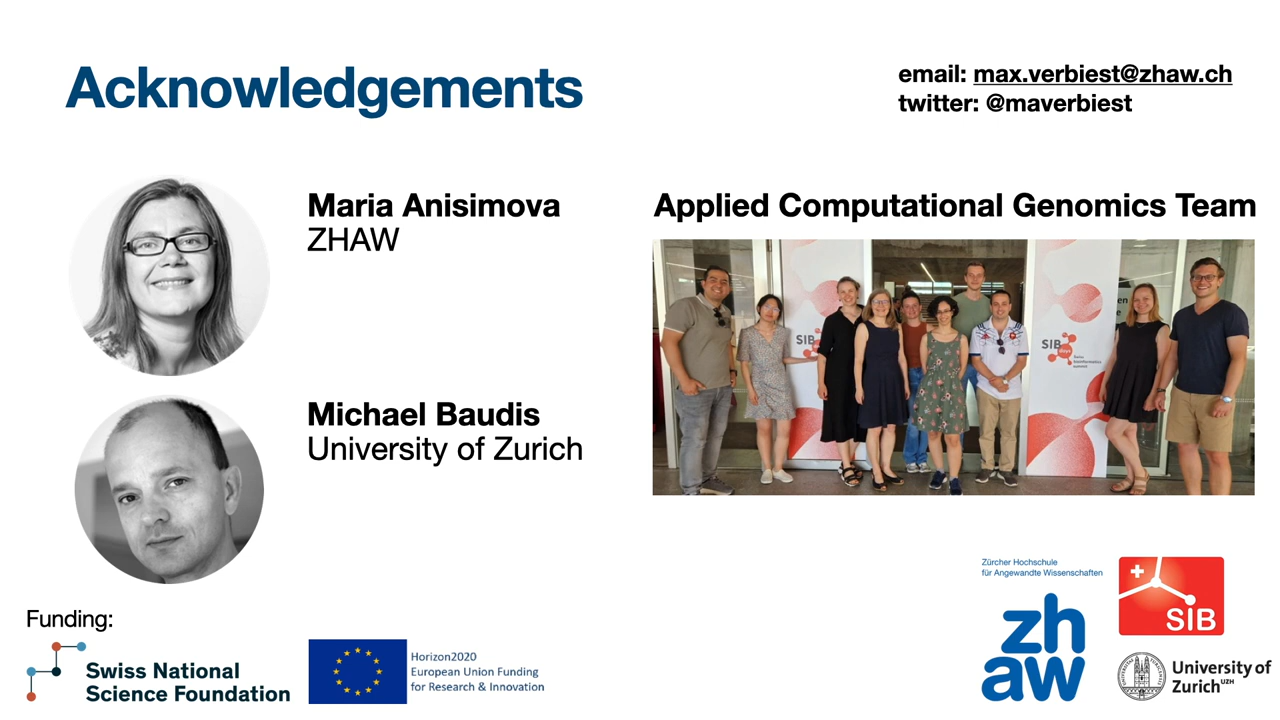 Acknowledgements
email: max.verbiest@zhaw.ch
twitter: @maverbiest
Maria Anisimova
ZHAW
Michael Baudis
University of Zurich
Applied Computational Genomics Team
SIB
SIB
days
Funding:
Swiss National
Science Foundation
Horizon2020
European Union Funding
for Research & Innovation
Zürcher Hochschule
für Angewandte Wissenschaften
zh
aw
SIB
University of
Zurich UZH